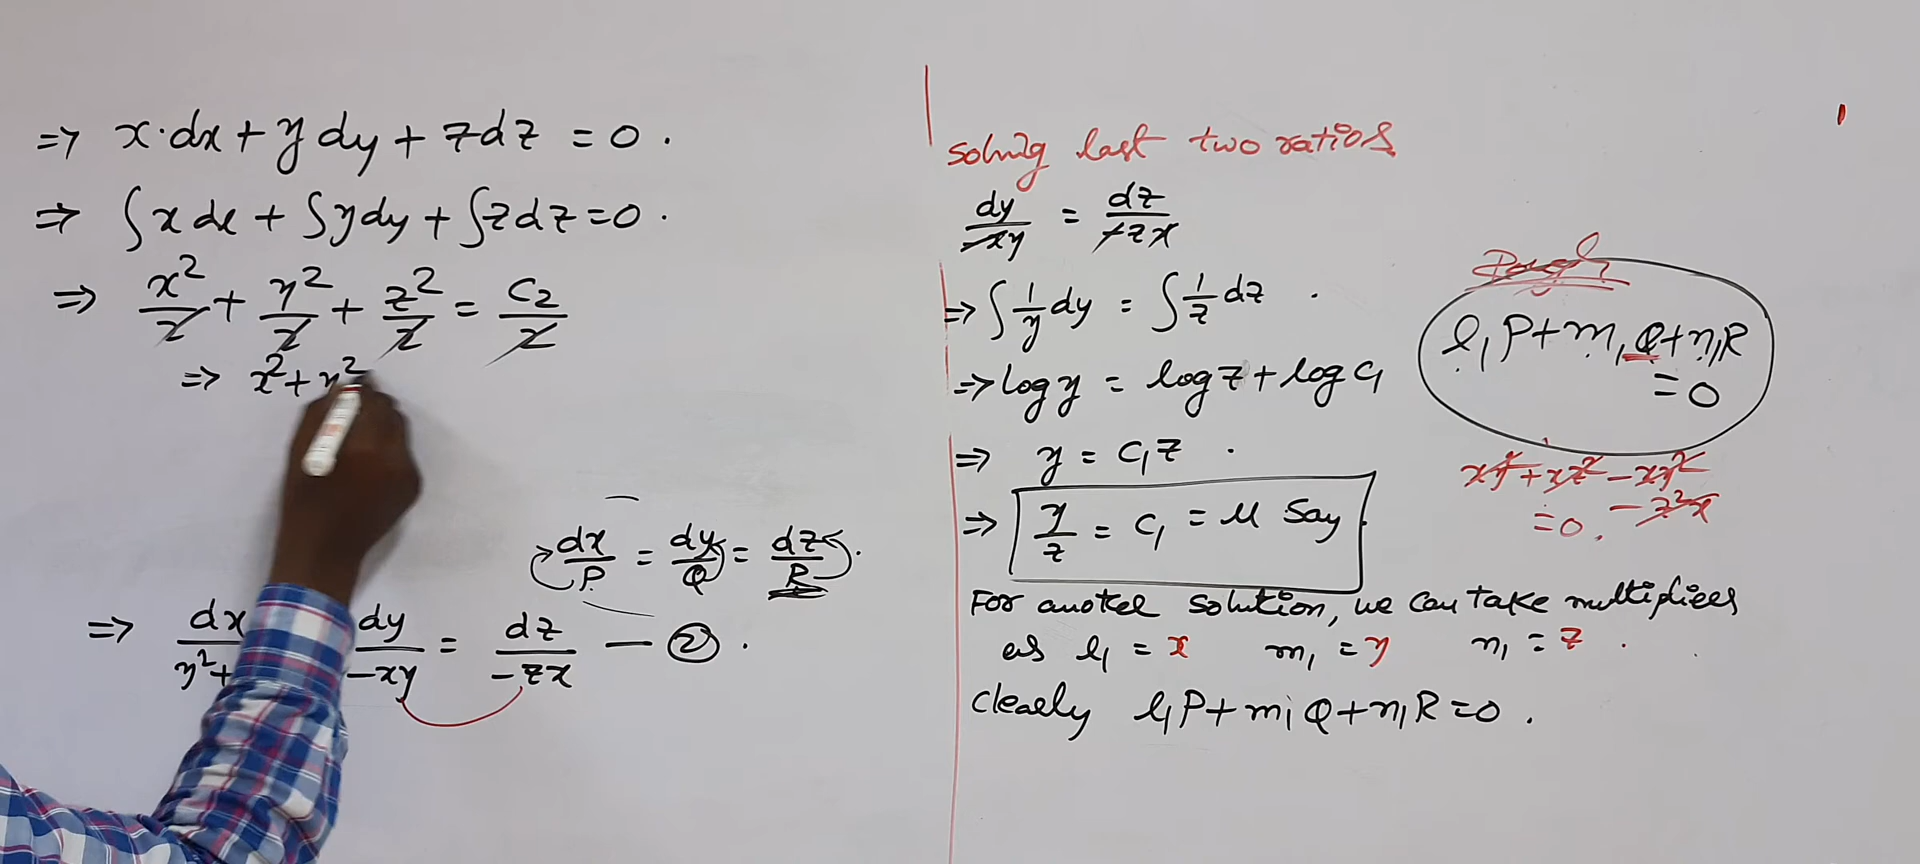 => x·dx + y dy + z dz = 0 .
=> ∫x dx + ∫y dy + ∫z dz = 0 .
=> x²/2 + y²/2 + z²/2 = C₂/2
=> x² + y²
dx/P = dy/Q = dz/R .
=> dx/y²+ dy/-xy = dz/-zx — ② .
Solving last two ratios
dy/-xy = dz/-zx
=> ∫ 1/y dy = ∫ 1/z dz .
=> log y = log z + log C₁
=> y = C₁z .
=> y/z = C₁ = u Say
For another solution, we can take multipliers
as l₁ = x m₁ = y n₁ = z .
Clearly l₁P + m₁Q + n₁R = 0 .
Rough
l₁P + m₁Q + n₁R
= 0
xy² + xz² - xy²
- z²x
= 0 .